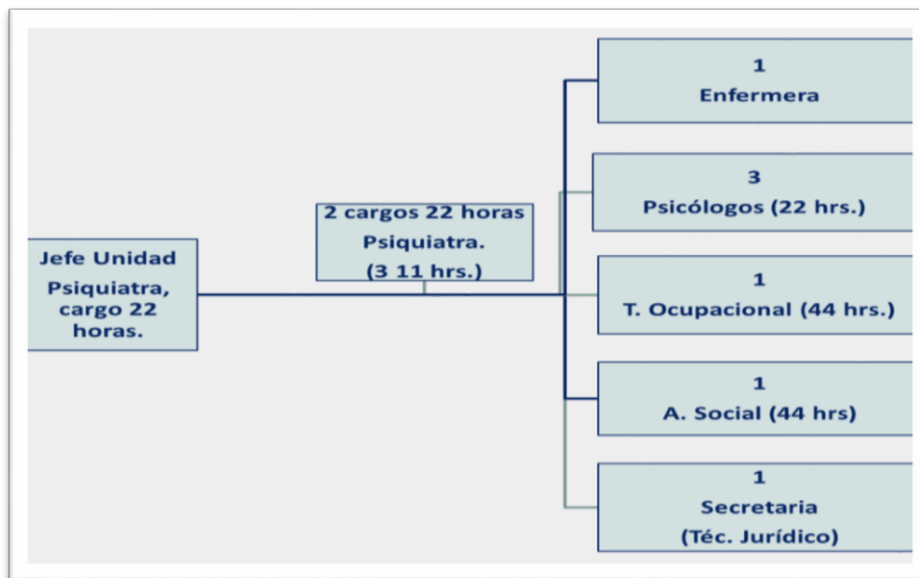 Jefe Unidad
Psiquiatra,
cargo 22
horas.
2 cargos 22 horas
Psiquiatra.
(3 11 hrs.)
1
Enfermera
3
Psicólogos (22 hrs.)
1
T. Ocupacional (44 hrs.)
1
A. Social (44 hrs)
1
Secretaria
(Téc. Jurídico)